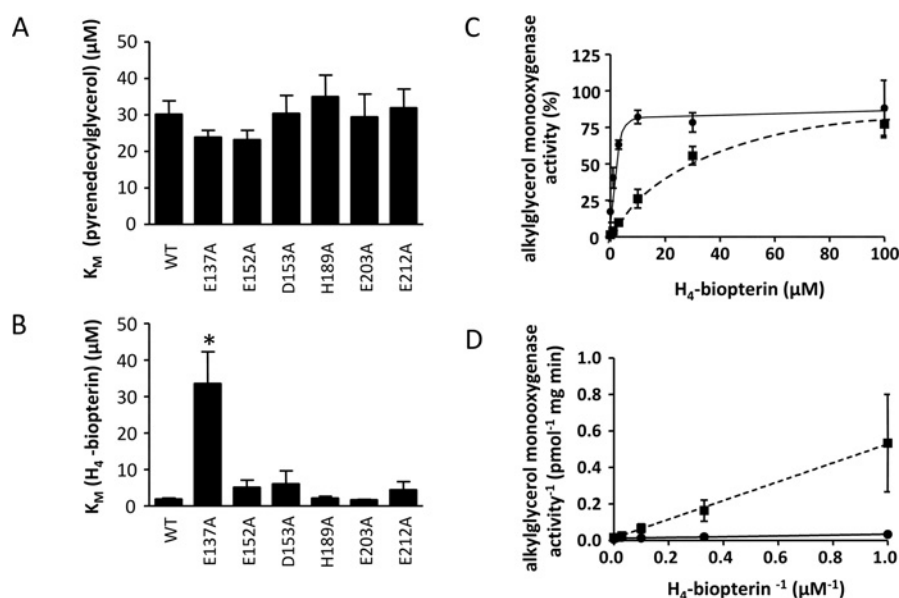 A
K_M (pyrenedecylglycerol) (µM)
50
40
30
20
10
0
WT
E137A
E152A
D153A
H189A
E203A
E212A
B
K_M (H₄ -biopterin) (µM)
50
40
30
20
10
0
*
WT
E137A
E152A
D153A
H189A
E203A
E212A
C
alkylglycerol monooxygenase
activity (%)
125
100
75
50
25
0
0
20
40
60
80
100
H₄-biopterin (µM)
D
alkylglycerol monooxygenase
activity⁻¹ (pmol⁻¹ mg min)
1.0
0.8
0.6
0.4
0.2
0
0.0
0.2
0.4
0.6
0.8
1.0
H₄-biopterin ⁻¹ (µM⁻¹)